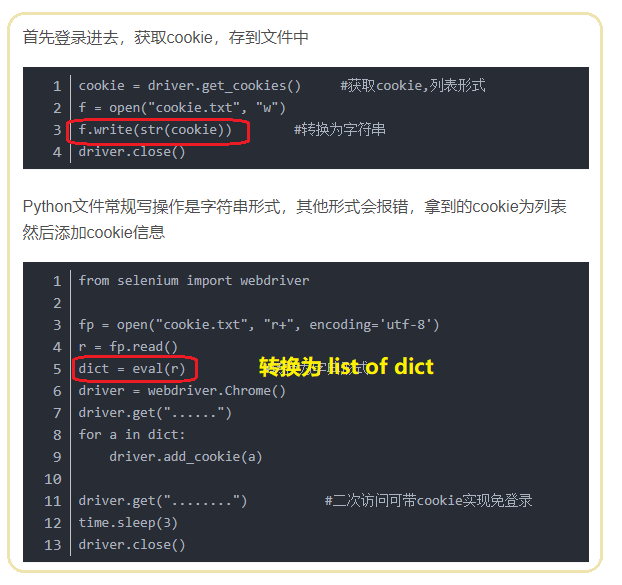 首先登录进去，获取cookie，存到文件中
1 cookie = driver.get_cookies() #获取cookie,列表形式
2 f = open("cookie.txt", "w")
3 f.write(str(cookie)) #转换为字符串
4 driver.close()
Python文件常规写操作是字符串形式，其他形式会报错，拿到的cookie为列表
然后添加cookie信息
1 from selenium import webdriver
2
3 fp = open("cookie.txt", "r+", encoding='utf-8')
4 r = fp.read()
5 dict = eval(r) 转换为 list of dict
6 driver = webdriver.Chrome()
7 driver.get("......")
8 for a in dict:
9 driver.add_cookie(a)
10
11 driver.get("........") #二次访问可带cookie实现免登录
12 time.sleep(3)
13 driver.close()